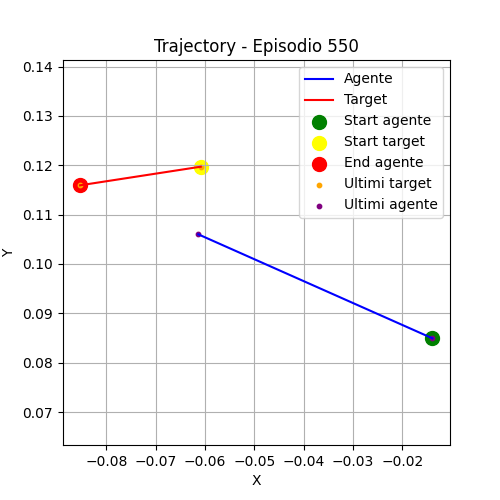 Trajectory - Episodio 550
Agente
Target
Start agente
Start target
End agente
Ultimi target
Ultimi agente
Y
0.14
0.13
0.12
0.11
0.10
0.09
0.08
0.07
−0.08 −0.07 −0.06 −0.05 −0.04 −0.03 −0.02
X